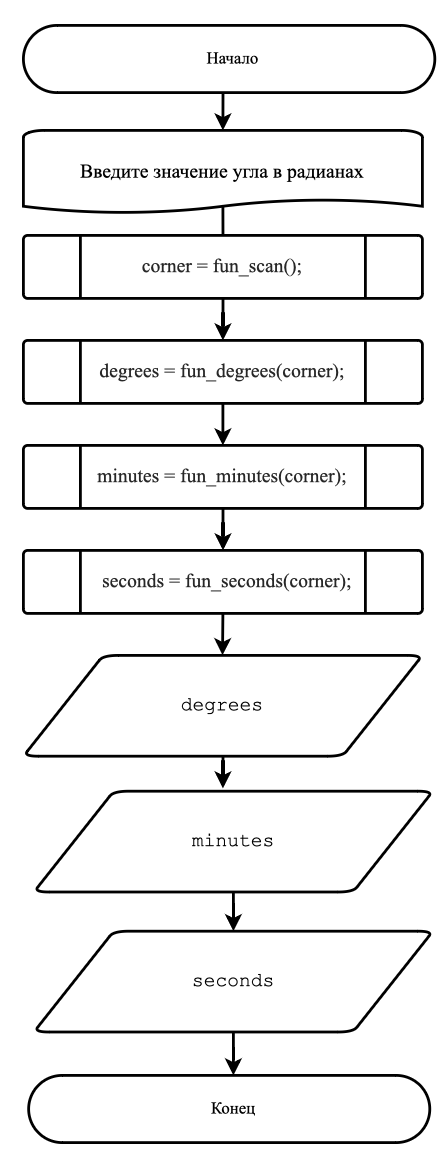 Начало
Введите значение угла в радианах
corner = fun_scan();
degrees = fun_degrees(corner);
minutes = fun_minutes(corner);
seconds = fun_seconds(corner);
degrees
minutes
seconds
Конец